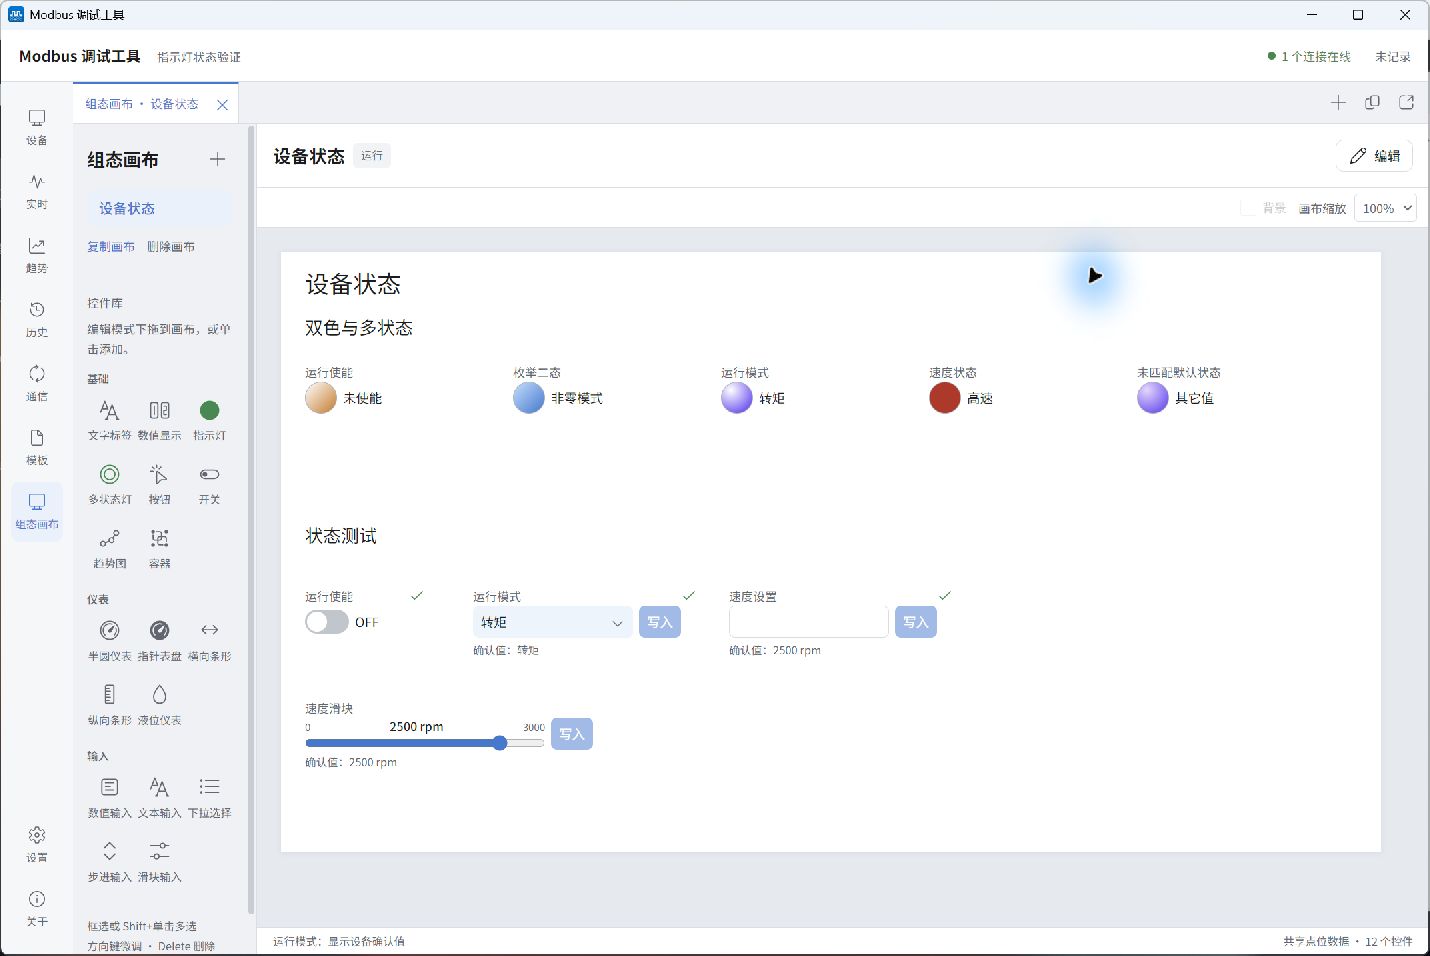 Modbus 调试工具
Modbus 调试工具 指示灯状态验证
1 个连接在线 未记录
组态画布 · 设备状态
设备
实时
趋势
历史
通信
模板
组态画布
设置
关于
组态画布
设备状态
复制画布 删除画布
控件库
编辑模式下拖到画布，或单
击添加。
基础
文字标签 数值显示 指示灯
多状态灯 按钮 开关
趋势图 容器
仪表
半圆仪表 指针表盘 横向条形
纵向条形 液位仪表
输入
数值输入 文本输入 下拉选择
步进输入 滑块输入
框选或 Shift+单击多选
方向键微调 · Delete 删除
设备状态 运行
编辑
背景 画布缩放 100%
设备状态
双色与多状态
运行使能 枚举二态 运行模式 速度状态 未匹配默认状态
未使能 非零模式 转矩 高速 其它值
状态测试
运行使能 运行模式 速度设置
OFF 转矩 写入 写入
确认值：转矩 确认值：2500 rpm
速度滑块
0 2500 rpm 3000 写入
确认值：2500 rpm
运行模式：显示设备确认值
共享点位数据 · 12 个控件